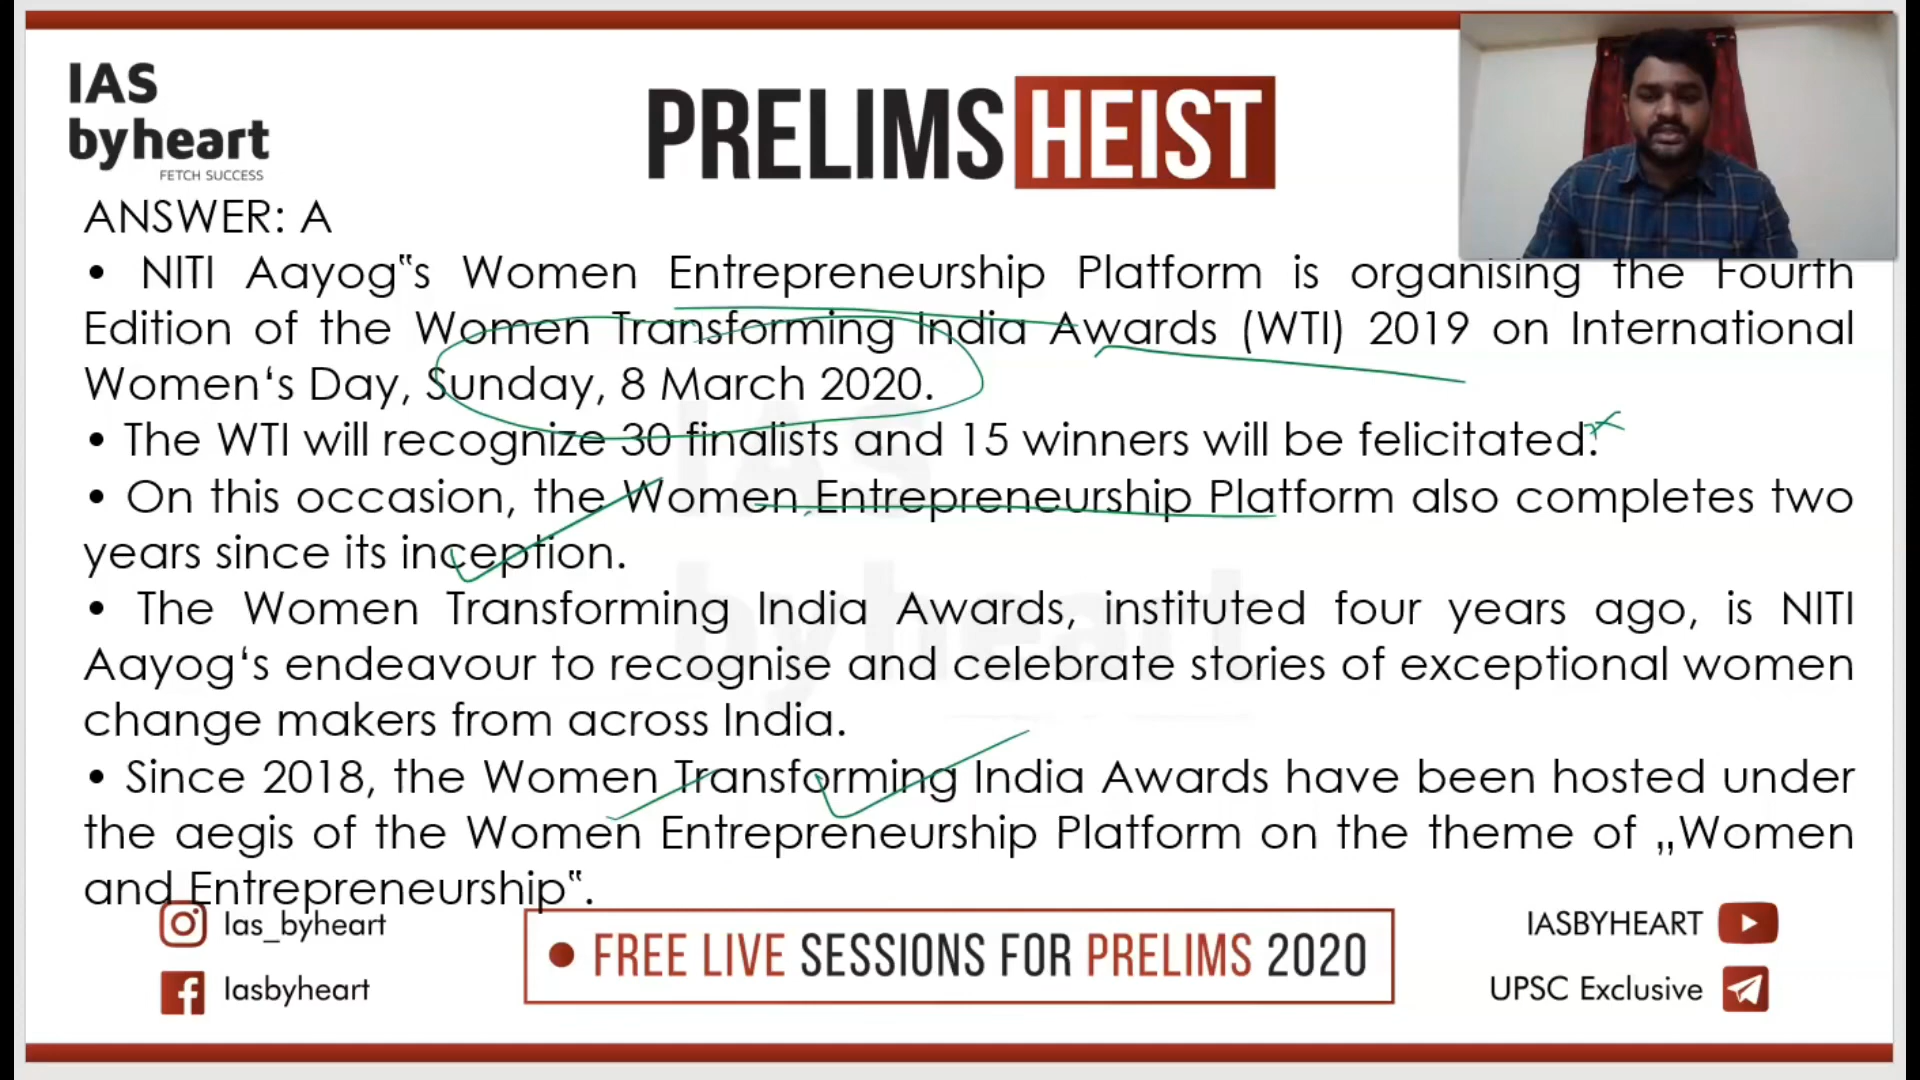 IAS
byheart
FETCH SUCCESS
PRELIMS HEIST
ANSWER: A
• NITI Aayog‟s Women Entrepreneurship Platform is organising the Fourth
Edition of the Women Transforming India Awards (WTI) 2019 on International
Women‘s Day, Sunday, 8 March 2020.
• The WTI will recognize 30 finalists and 15 winners will be felicitated.
• On this occasion, the Women Entrepreneurship Platform also completes two
years since its inception.
• The Women Transforming India Awards, instituted four years ago, is NITI
Aayog‘s endeavour to recognise and celebrate stories of exceptional women
change makers from across India.
• Since 2018, the Women Transforming India Awards have been hosted under
the aegis of the Women Entrepreneurship Platform on the theme of „Women
and Entrepreneurship‟.
Ias_byheart
Iasbyheart
• FREE LIVE SESSIONS FOR PRELIMS 2020
IASBYHEART
UPSC Exclusive